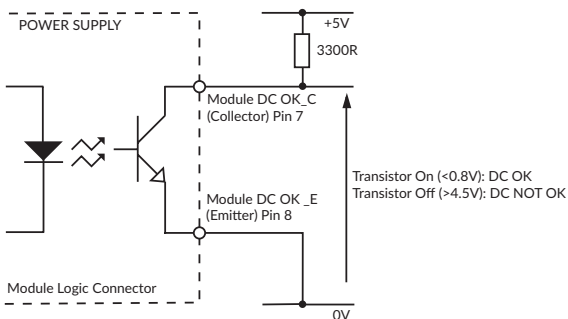 POWER SUPPLY
+5V
3300R
Module DC OK_C
(Collector) Pin 7
Transistor On (<0.8V): DC OK
Transistor Off (>4.5V): DC NOT OK
Module DC OK _E
(Emitter) Pin 8
Module Logic Connector
0V